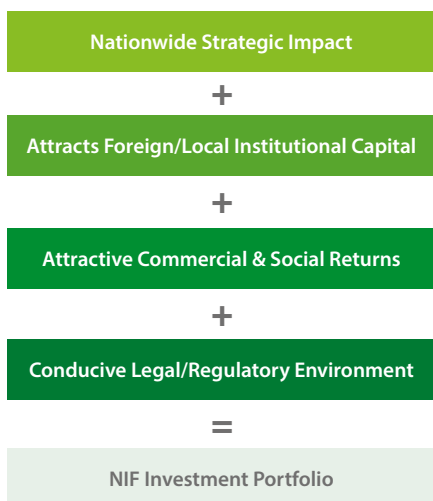 Nationwide Strategic Impact
+
Attracts Foreign/Local Institutional Capital
+
Attractive Commercial & Social Returns
+
Conducive Legal/Regulatory Environment
=
NIF Investment Portfolio